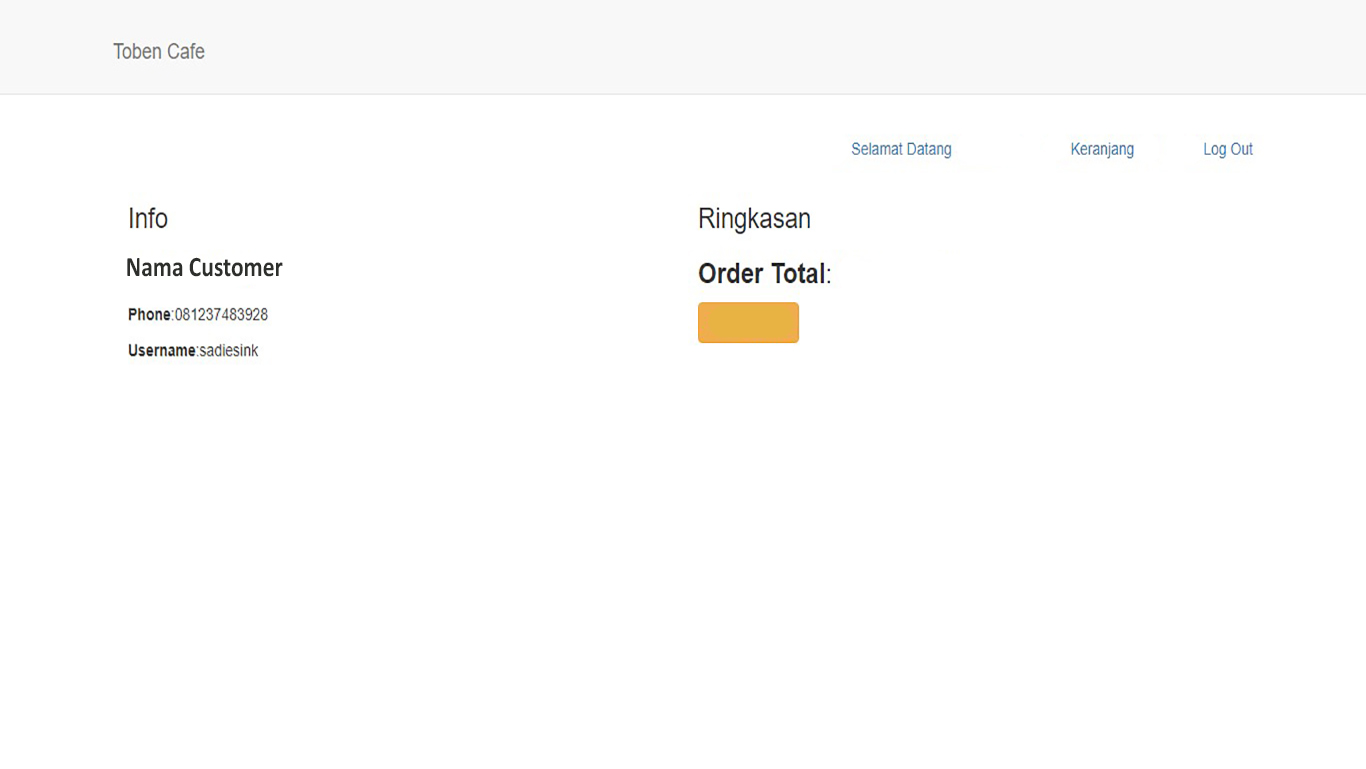 Toben Cafe
Selamat Datang Keranjang Log Out
Info
Nama Customer
Phone:081237483928
Username:sadiesink
Ringkasan
Order Total: